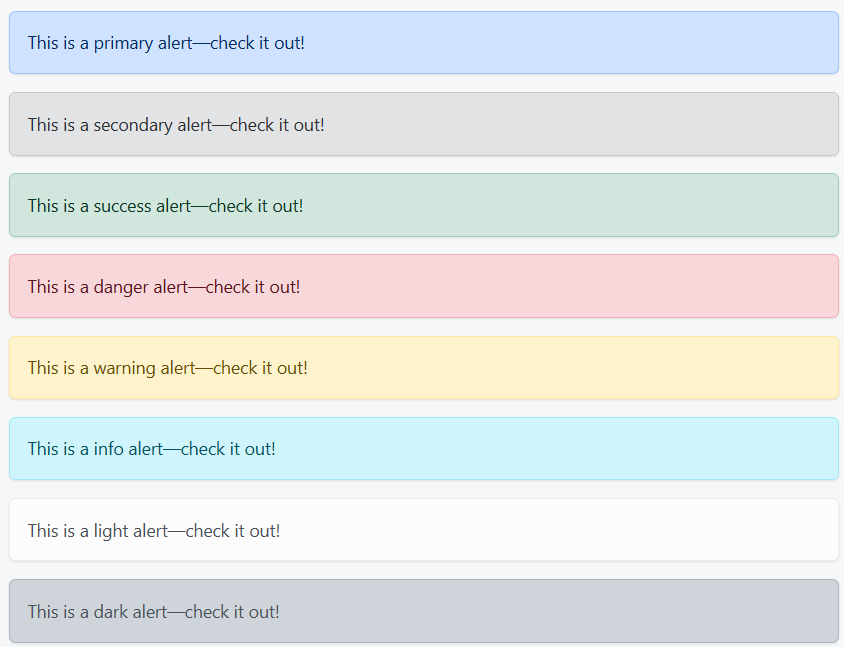 This is a primary alert—check it out!
This is a secondary alert—check it out!
This is a success alert—check it out!
This is a danger alert—check it out!
This is a warning alert—check it out!
This is a info alert—check it out!
This is a light alert—check it out!
This is a dark alert—check it out!